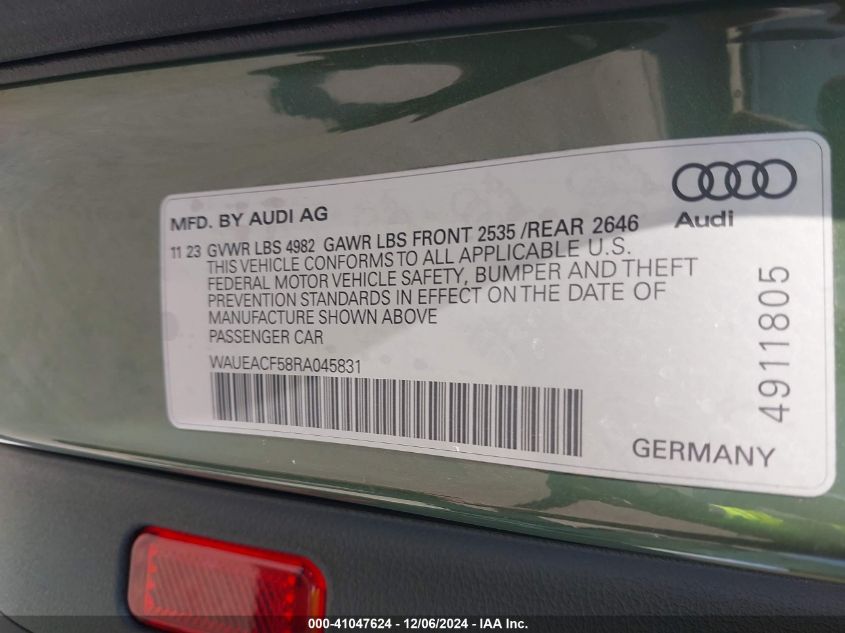 MFD. BY AUDI AG
Audi
11 23 GVWR LBS 4982 GAWR LBS FRONT 2535 /REAR 2646
THIS VEHICLE CONFORMS TO ALL APPLICABLE U.S.
FEDERAL MOTOR VEHICLE SAFETY, BUMPER AND THEFT
PREVENTION STANDARDS IN EFFECT ON THE DATE OF
MANUFACTURE SHOWN ABOVE
PASSENGER CAR
WAUEACF58RA045831
4911805
GERMANY
000-41047624 - 12/06/2024 - IAA Inc.